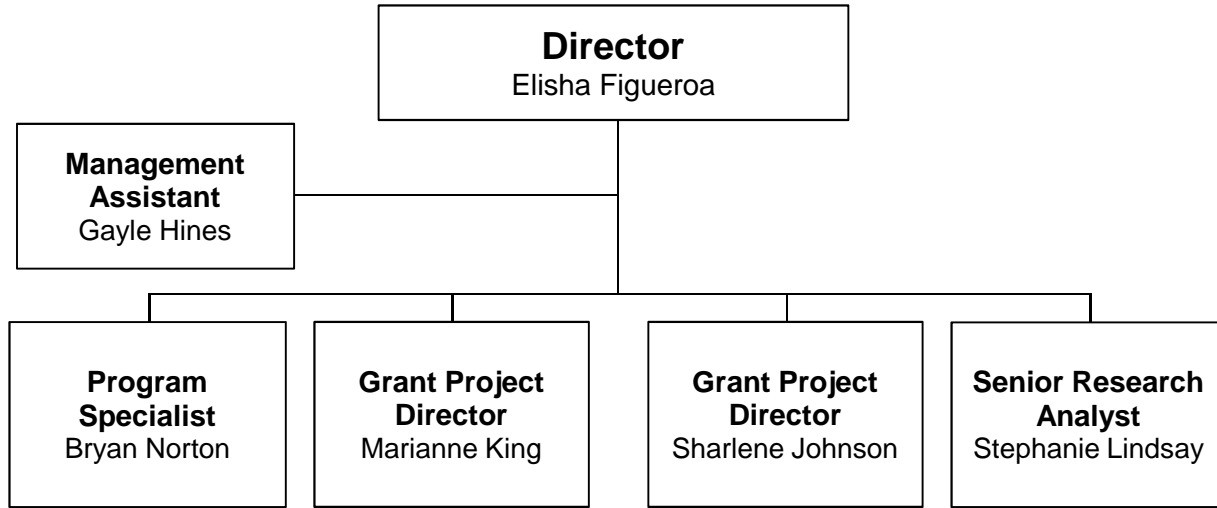 Director
Elisha Figueroa
Management
Assistant
Gayle Hines
Program
Specialist
Bryan Norton
Grant Project
Director
Marianne King
Grant Project
Director
Sharlene Johnson
Senior Research
Analyst
Stephanie Lindsay